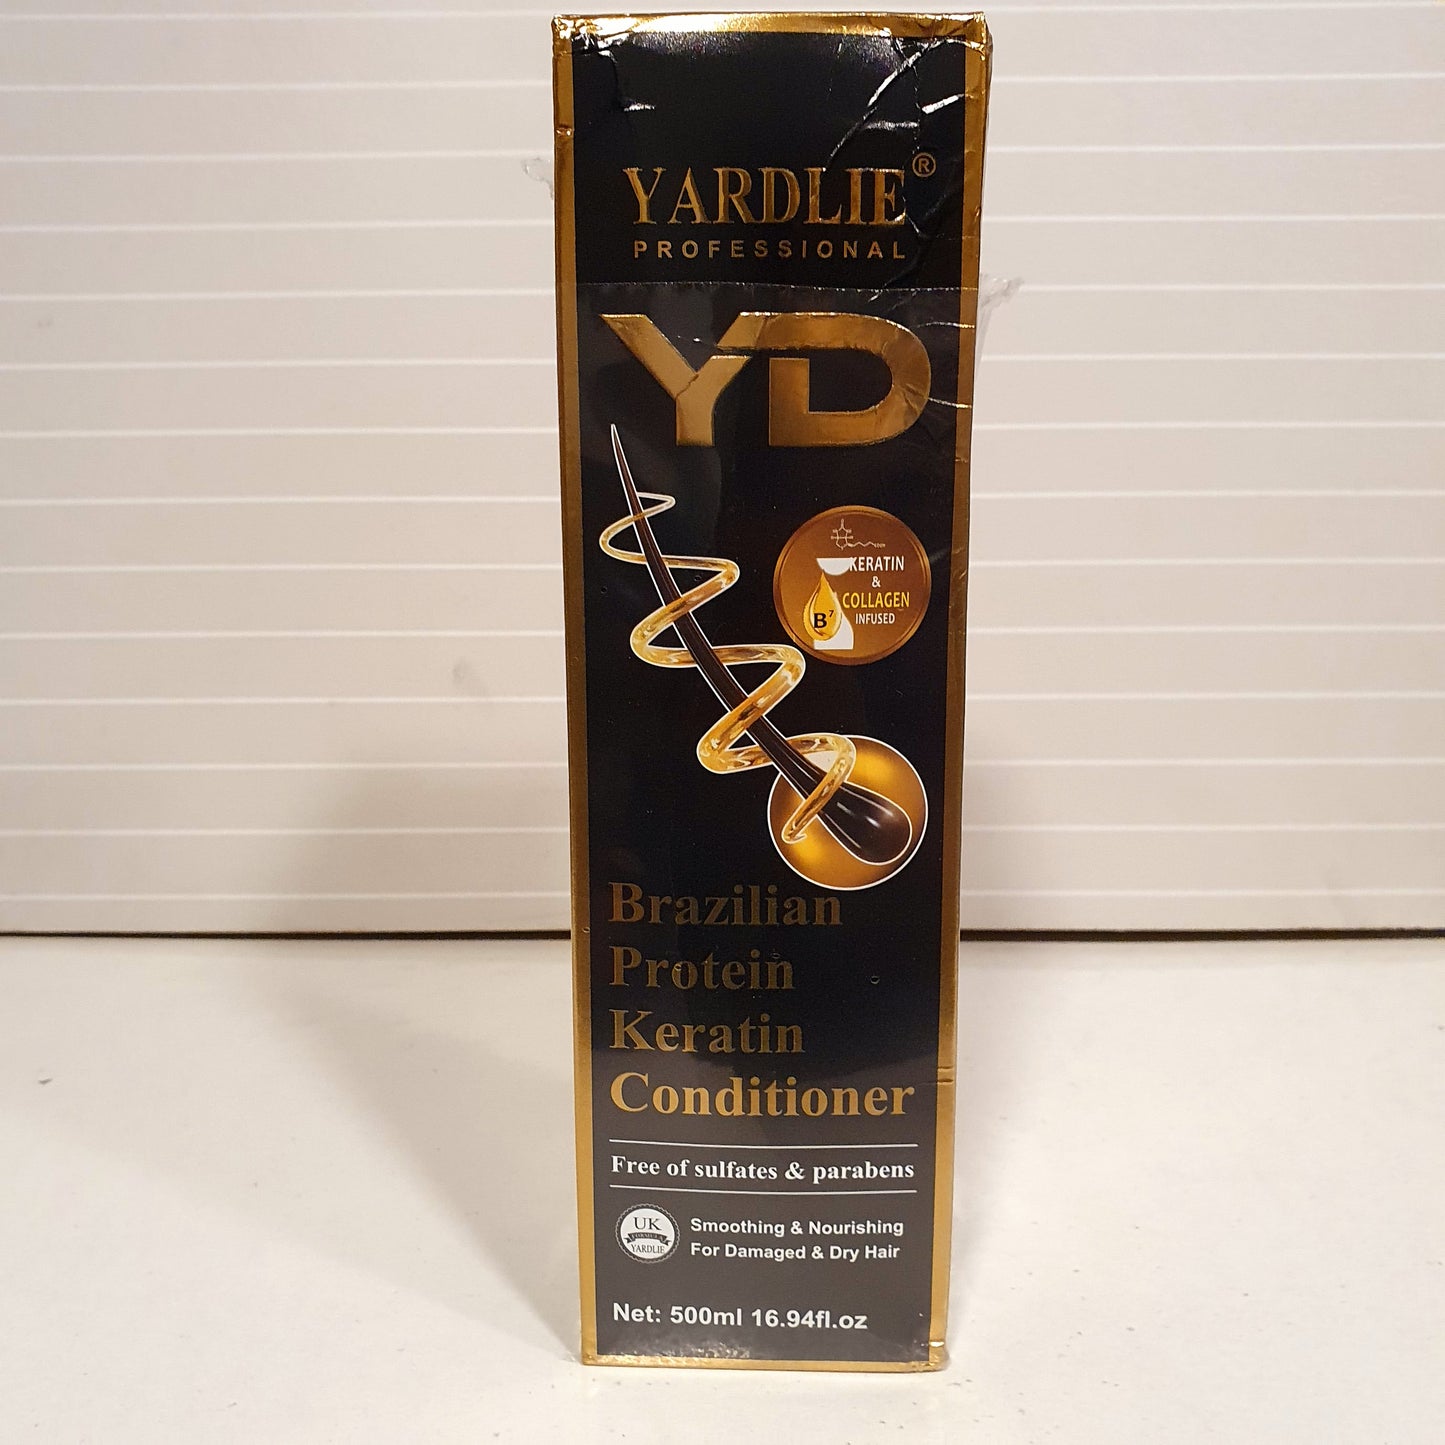 YARDLIE®
PROFESSIONAL
YD
KERATIN
&
COLLAGEN
INFUSED
B7
Brazilian
Protein
Keratin
Conditioner
Free of sulfates & parabens
UK
FORMULA
YARDLIE
Smoothing & Nourishing
For Damaged & Dry Hair
Net: 500ml 16.94fl.oz